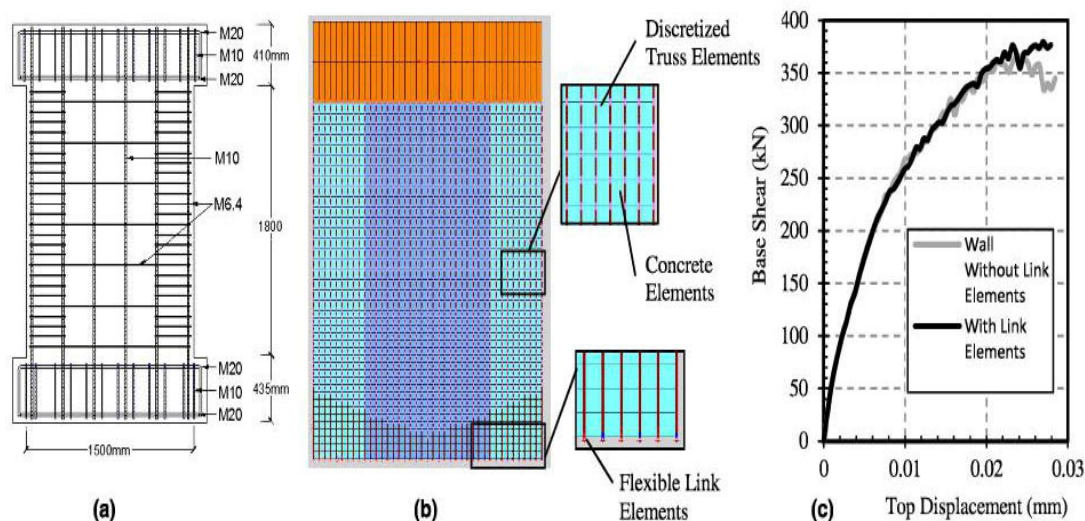 M20
M10
M20
410mm
M10
M6.4
1800
M20
M10
M20
435mm
1500mm
(a)
Discretized
Truss Elements
Concrete
Elements
Flexible Link
Elements
(b)
Base Shear (kN)
400
350
300
250
200
150
100
50
0
Wall
Without Link
Elements
With Link
Elements
0
0.01
0.02
0.03
(c)
Top Displacement (mm)